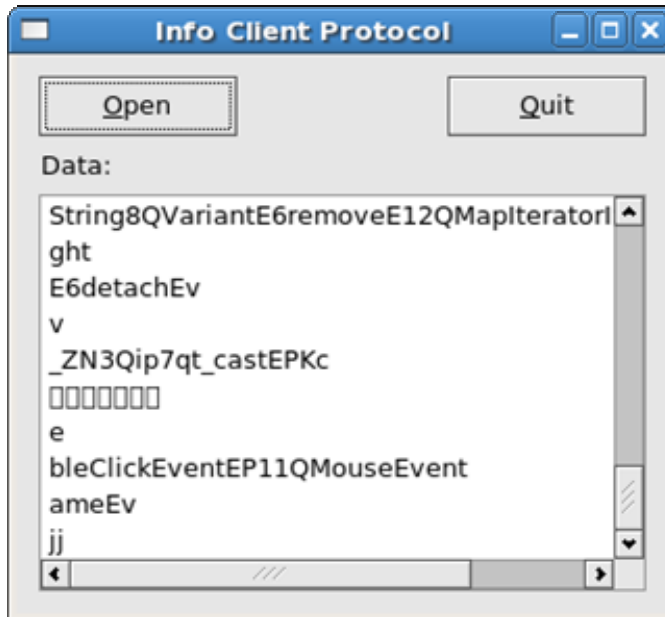 Info Client Protocol
Open
Quit
Data:
String8QVariantE6removeE12QMapIteratorI
ght
E6detachEv
v
_ZN3Qip7qt_castEPKc
▯▯▯▯▯▯▯
e
bleClickEventEP11QMouseEvent
ameEv
jj